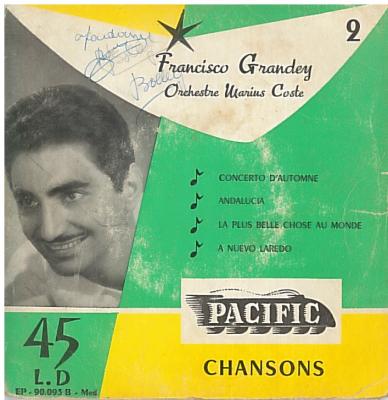 2
Francisco Grandey
Orchestre Marius Coste
CONCERTO D'AUTOMNE
ANDALUCIA
LA PLUS BELLE CHOSE AU MONDE
A NUEVO LAREDO
PACIFIC
45
L.D
CHANSONS
EP - 90.093 B - Med